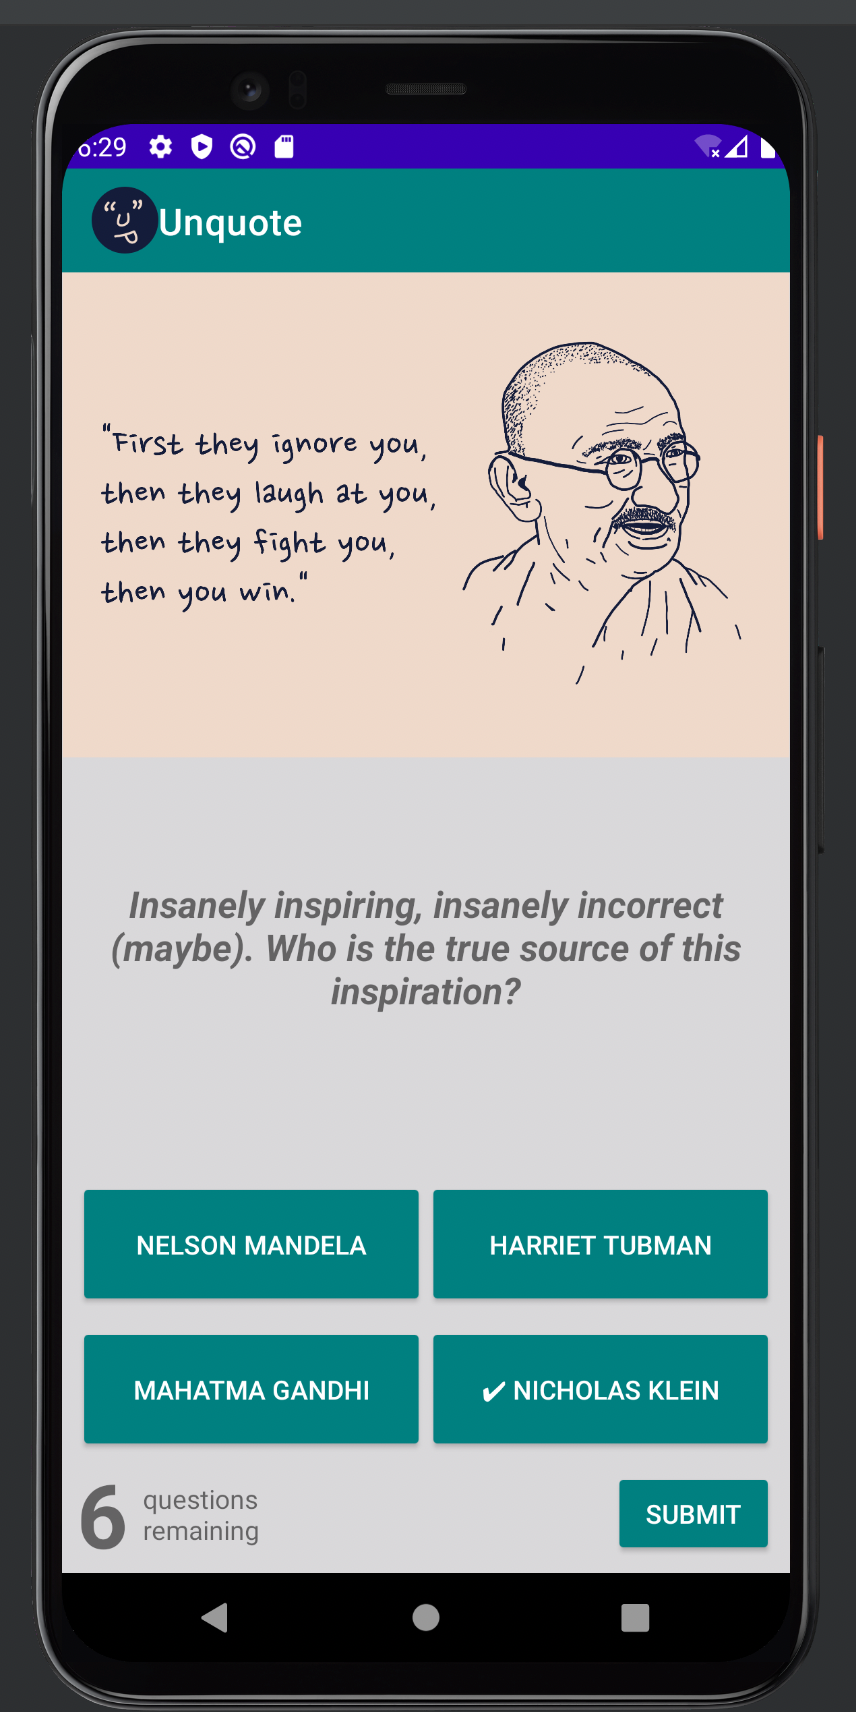 6:29
Unquote
"First they ignore you,
then they laugh at you,
then they fight you,
then you win."
Insanely inspiring, insanely incorrect
(maybe). Who is the true source of this
inspiration?
NELSON MANDELA
HARRIET TUBMAN
MAHATMA GANDHI
✔ NICHOLAS KLEIN
6
questions
remaining
SUBMIT